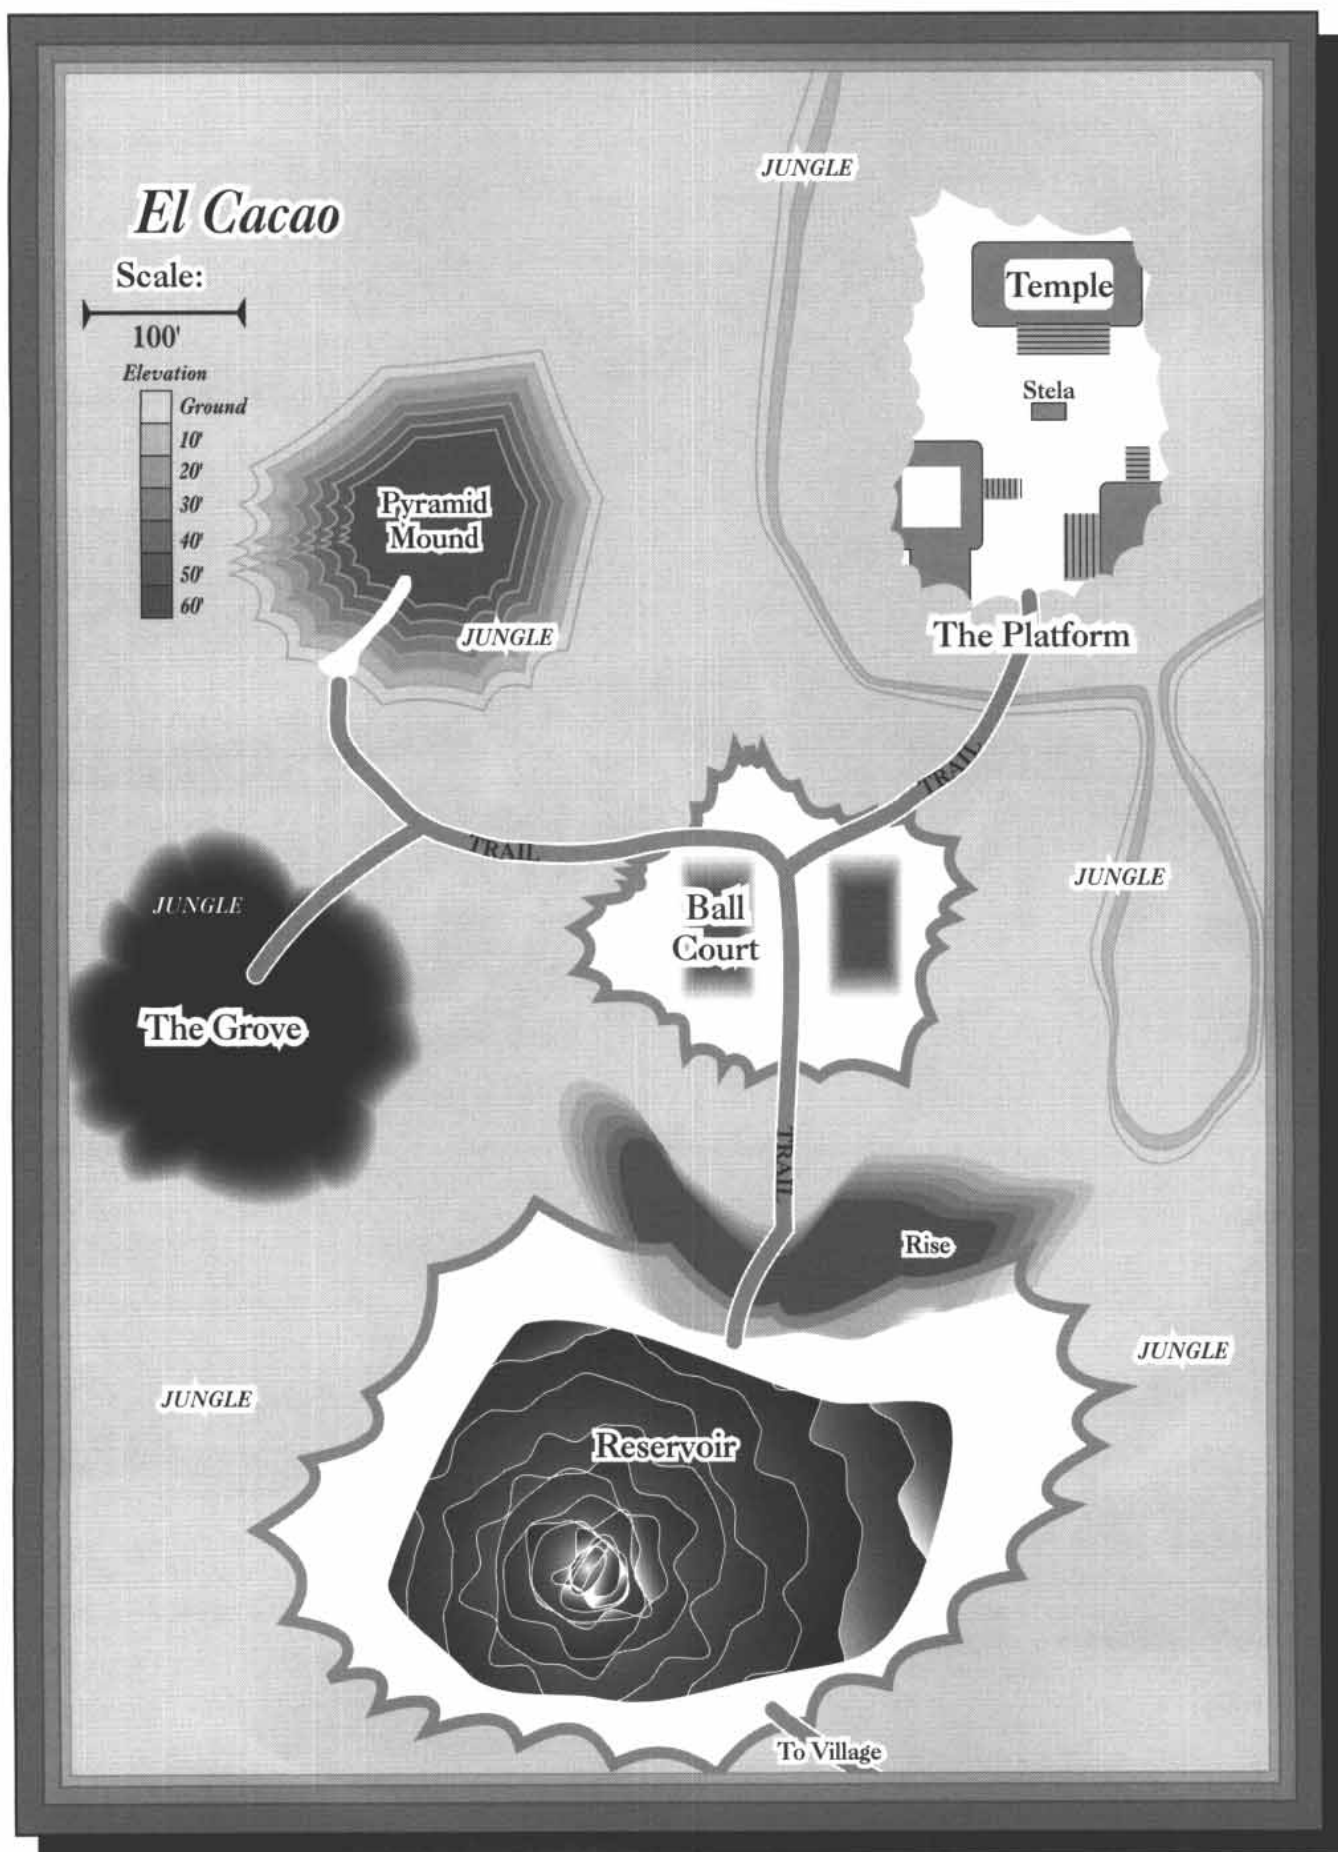 JUNGLE
El Cacao
Scale:
100'
Elevation
Ground
10'
20'
30'
40'
50'
60'
Temple
Stela
Pyramid
Mound
JUNGLE
The Platform
TRAIL
TRAIL
JUNGLE
JUNGLE
Ball
Court
The Grove
TRAIL
Rise
JUNGLE
JUNGLE
Reservoir
To Village